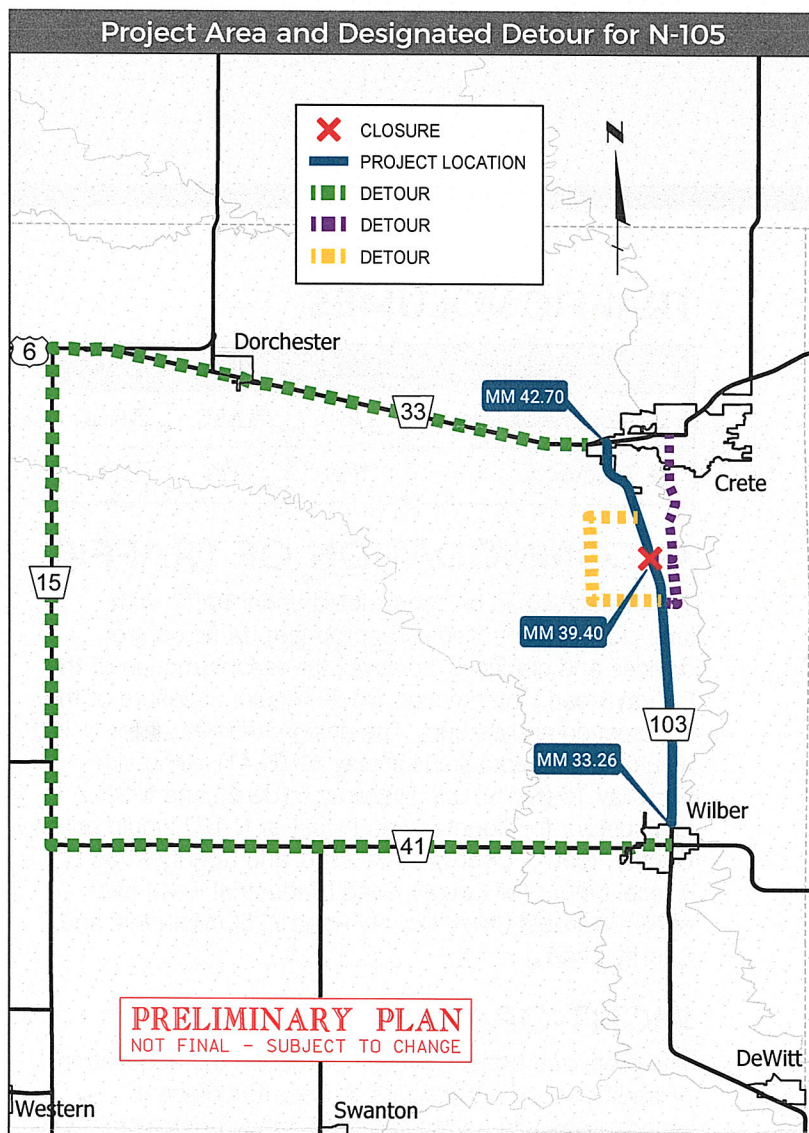 Project Area and Designated Detour for N-105
CLOSURE
PROJECT LOCATION
DETOUR
DETOUR
DETOUR
N
6
Dorchester
33
MM 42.70
Crete
15
MM 39.40
103
MM 33.26
Wilber
41
PRELIMINARY PLAN
NOT FINAL - SUBJECT TO CHANGE
DeWitt
Western
Swanton